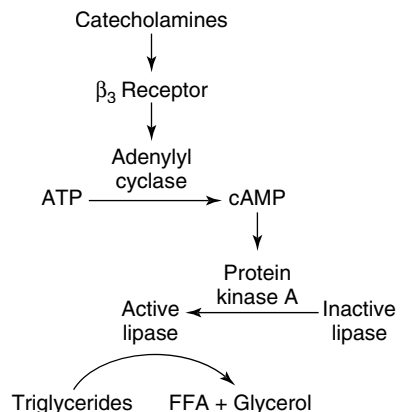 Catecholamines
β₃ Receptor
Adenylyl
cyclase
ATP
cAMP
Protein
kinase A
Active
lipase
Inactive
lipase
Triglycerides
FFA + Glycerol